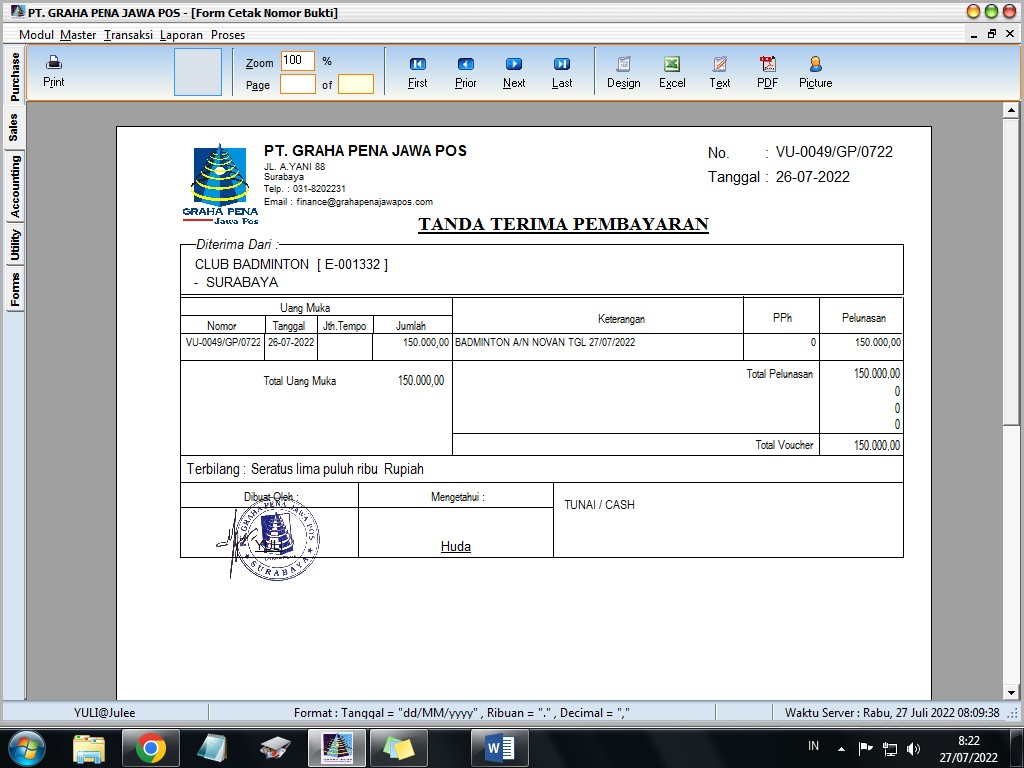 PT. GRAHA PENA JAWA POS - [Form Cetak Nomor Bukti]
Modul Master Transaksi Laporan Proses
Purchase
Sales
Accounting
Utility
Forms
Print
Zoom 100 %
Page of
First Prior Next Last
Design Excel Text PDF Picture
GRAHA PENA
Jawa Pos
PT. GRAHA PENA JAWA POS
JL. A.YANI 88
Surabaya
Telp. : 031-8202231
Email : finance@grahapenajawapos.com
No. : VU-0049/GP/0722
Tanggal : 26-07-2022
TANDA TERIMA PEMBAYARAN
Diterima Dari :
CLUB BADMINTON [ E-001332 ]
- SURABAYA
Uang Muka
Nomor Tanggal Jth.Tempo Jumlah Keterangan PPh Pelunasan
VU-0049/GP/0722 26-07-2022 150.000,00 BADMINTON A/N NOVAN TGL 27/07/2022 0 150.000,00
Total Uang Muka 150.000,00 Total Pelunasan 150.000,00
0
0
0
Total Voucher 150.000,00
Terbilang : Seratus lima puluh ribu Rupiah
Dibuat Oleh : Mengetahui : TUNAI / CASH
PT. GRAHA PENA JAWA POS
YULI
SURABAYA
Huda
YULI@Julee Format : Tanggal = "dd/MM/yyyy" , Ribuan = "." , Decimal = "," Waktu Server : Rabu, 27 Juli 2022 08:09:38
IN 8:22
27/07/2022